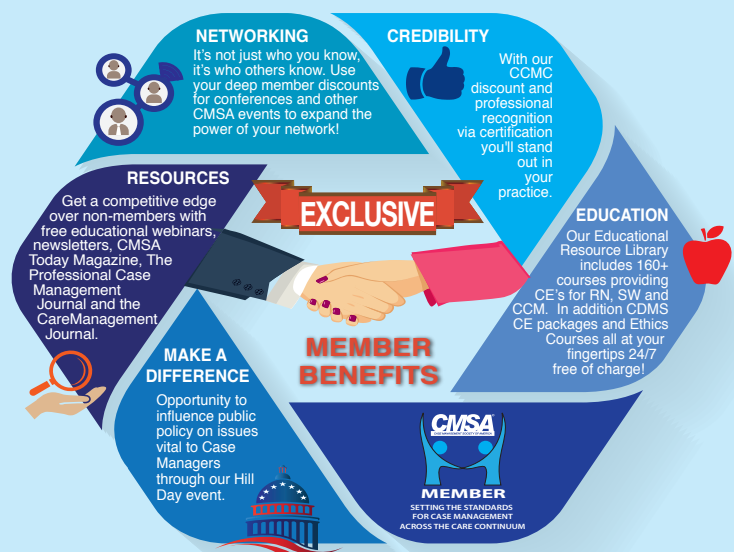 NETWORKING
It's not just who you know,
it's who others know. Use
your deep member discounts
for conferences and other
CMSA events to expand the
power of your network!
CREDIBILITY
With our
CCMC
discount and
professional
recognition
via certification
you'll stand
out in
your
practice.
RESOURCES
Get a competitive edge
over non-members with
free educational webinars,
newsletters, CMSA
Today Magazine, The
Professional Case
Management
Journal and the
CareManagement
Journal.
EXCLUSIVE
MEMBER
BENEFITS
EDUCATION
Our Educational
Resource Library
includes 160+
courses providing
CE's for RN, SW and
CCM. In addition CDMS
CE packages and Ethics
Courses all at your
fingertips 24/7
free of charge!
MAKE A
DIFFERENCE
Opportunity to
influence public
policy on issues
vital to Case
Managers
through our Hill
Day event.
CMSA
CASE MANAGEMENT SOCIETY OF AMERICA
MEMBER
SETTING THE STANDARDS
FOR CASE MANAGEMENT
ACROSS THE CARE CONTINUUM